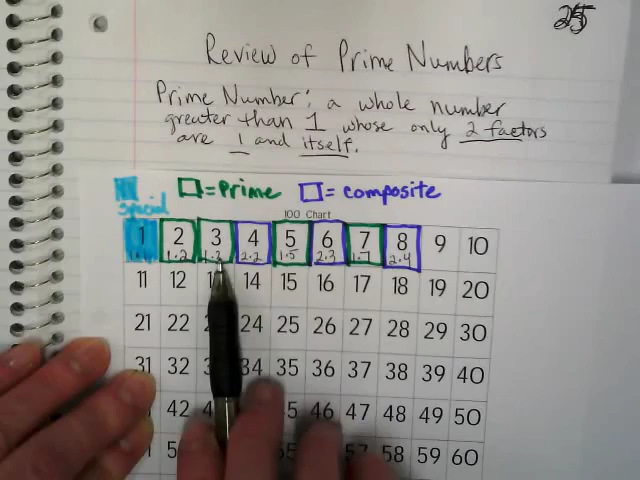 25
Review of Prime Numbers
Prime Number: a whole number
greater than 1 whose only 2 factors
are 1 and itself.
□=Prime □=composite
Special
100 Chart
1 2 3 4 5 6 7 8 9 10
1·2 2·2 1·5 2·3 1·7 2·4
11 12 14 15 16 17 18 19 20
21 22 24 25 26 27 28 29 30
31 32 34 35 36 37 38 39 40
42 46 47 48 49 50
57 58 59 60